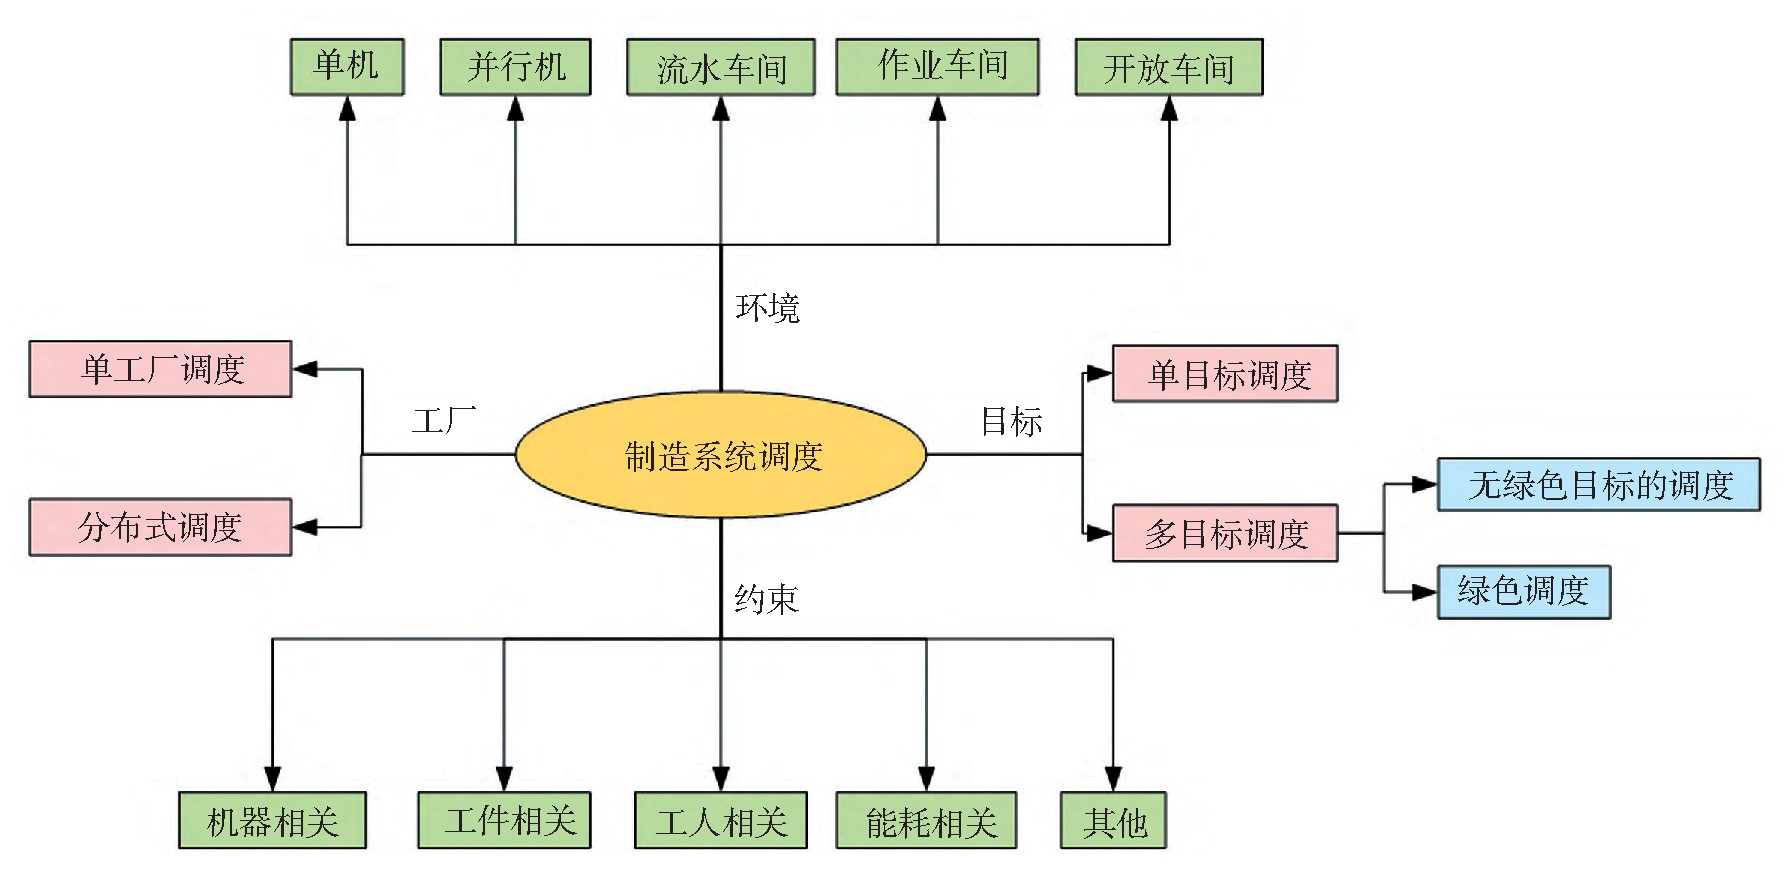 单机
并行机
流水车间
作业车间
开放车间
环境
单工厂调度
单目标调度
工厂
目标
制造系统调度
无绿色目标的调度
分布式调度
多目标调度
绿色调度
约束
机器相关
工件相关
工人相关
能耗相关
其他